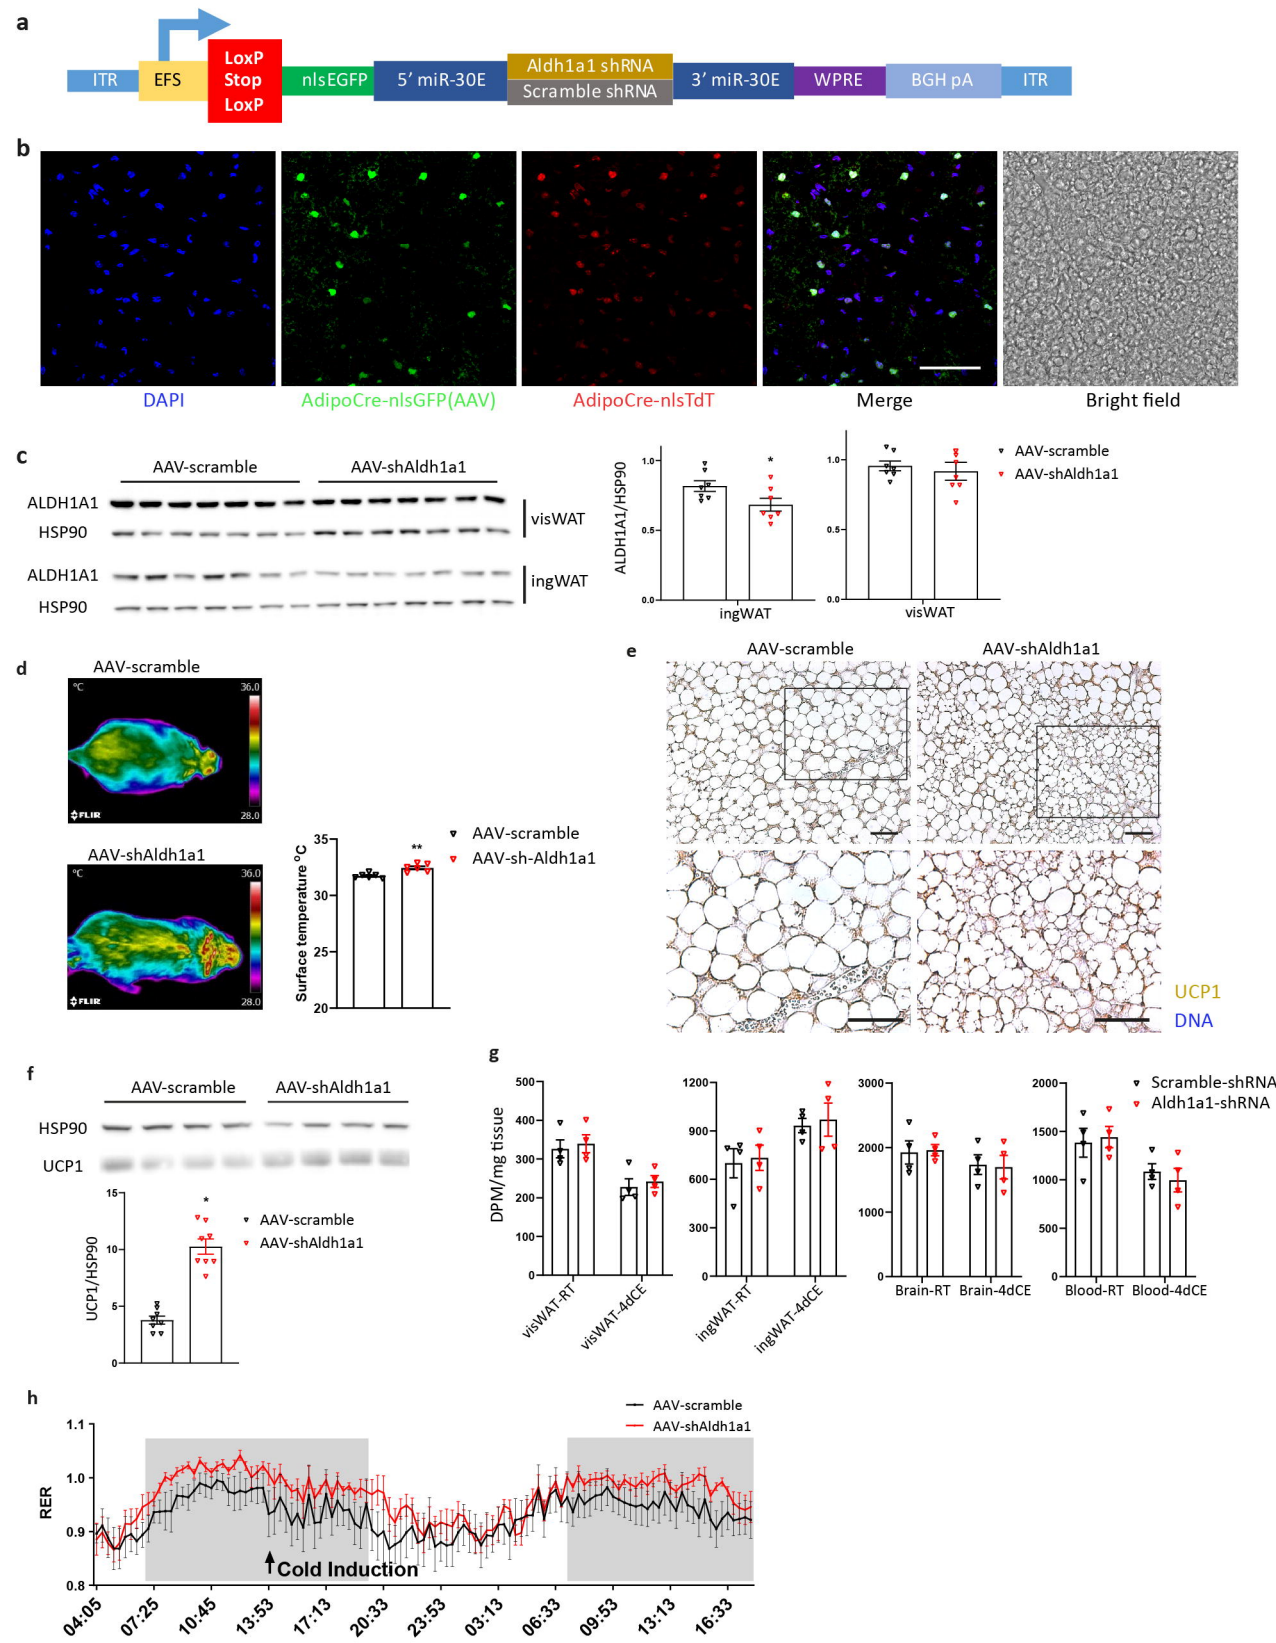 a
ITR EFS LoxP Stop LoxP nlsEGFP 5' miR-30E Aldh1a1 shRNA Scramble shRNA 3' miR-30E WPRE BGH pA ITR
b
DAPI AdipoCre-nlsGFP(AAV) AdipoCre-nlsTdT Merge Bright field
c
AAV-scramble AAV-shAldh1a1
ALDH1A1
HSP90
visWAT
ALDH1A1
HSP90
ingWAT
ALDH1A1/HSP90
1.0
0.5
0.0
*
ingWAT
1.0
0.5
0.0
visWAT
AAV-scramble
AAV-shAldh1a1
d
AAV-scramble
°C 36.0
FLIR 28.0
AAV-shAldh1a1
°C 36.0
FLIR 28.0
Surface temperature °C
35
30
25
20
**
AAV-scramble
AAV-sh-Aldh1a1
e
AAV-scramble AAV-shAldh1a1
UCP1
DNA
f
AAV-scramble AAV-shAldh1a1
HSP90
UCP1
UCP1/HSP90
15
10
5
0
*
AAV-scramble
AAV-shAldh1a1
g
DPM/mg tissue
500
400
300
200
100
0
visWAT-RT visWAT-4dCE
1200
900
600
300
0
ingWAT-RT ingWAT-4dCE
3000
2000
1000
0
Brain-RT Brain-4dCE
2000
1500
1000
500
0
Blood-RT Blood-4dCE
Scramble-shRNA
Aldh1a1-shRNA
h
AAV-scramble
AAV-shAldh1a1
RER
1.1
1.0
0.9
0.8
Cold Induction
04:05 07:25 10:45 13:53 17:13 20:33 23:53 03:13 06:33 09:53 13:13 16:33